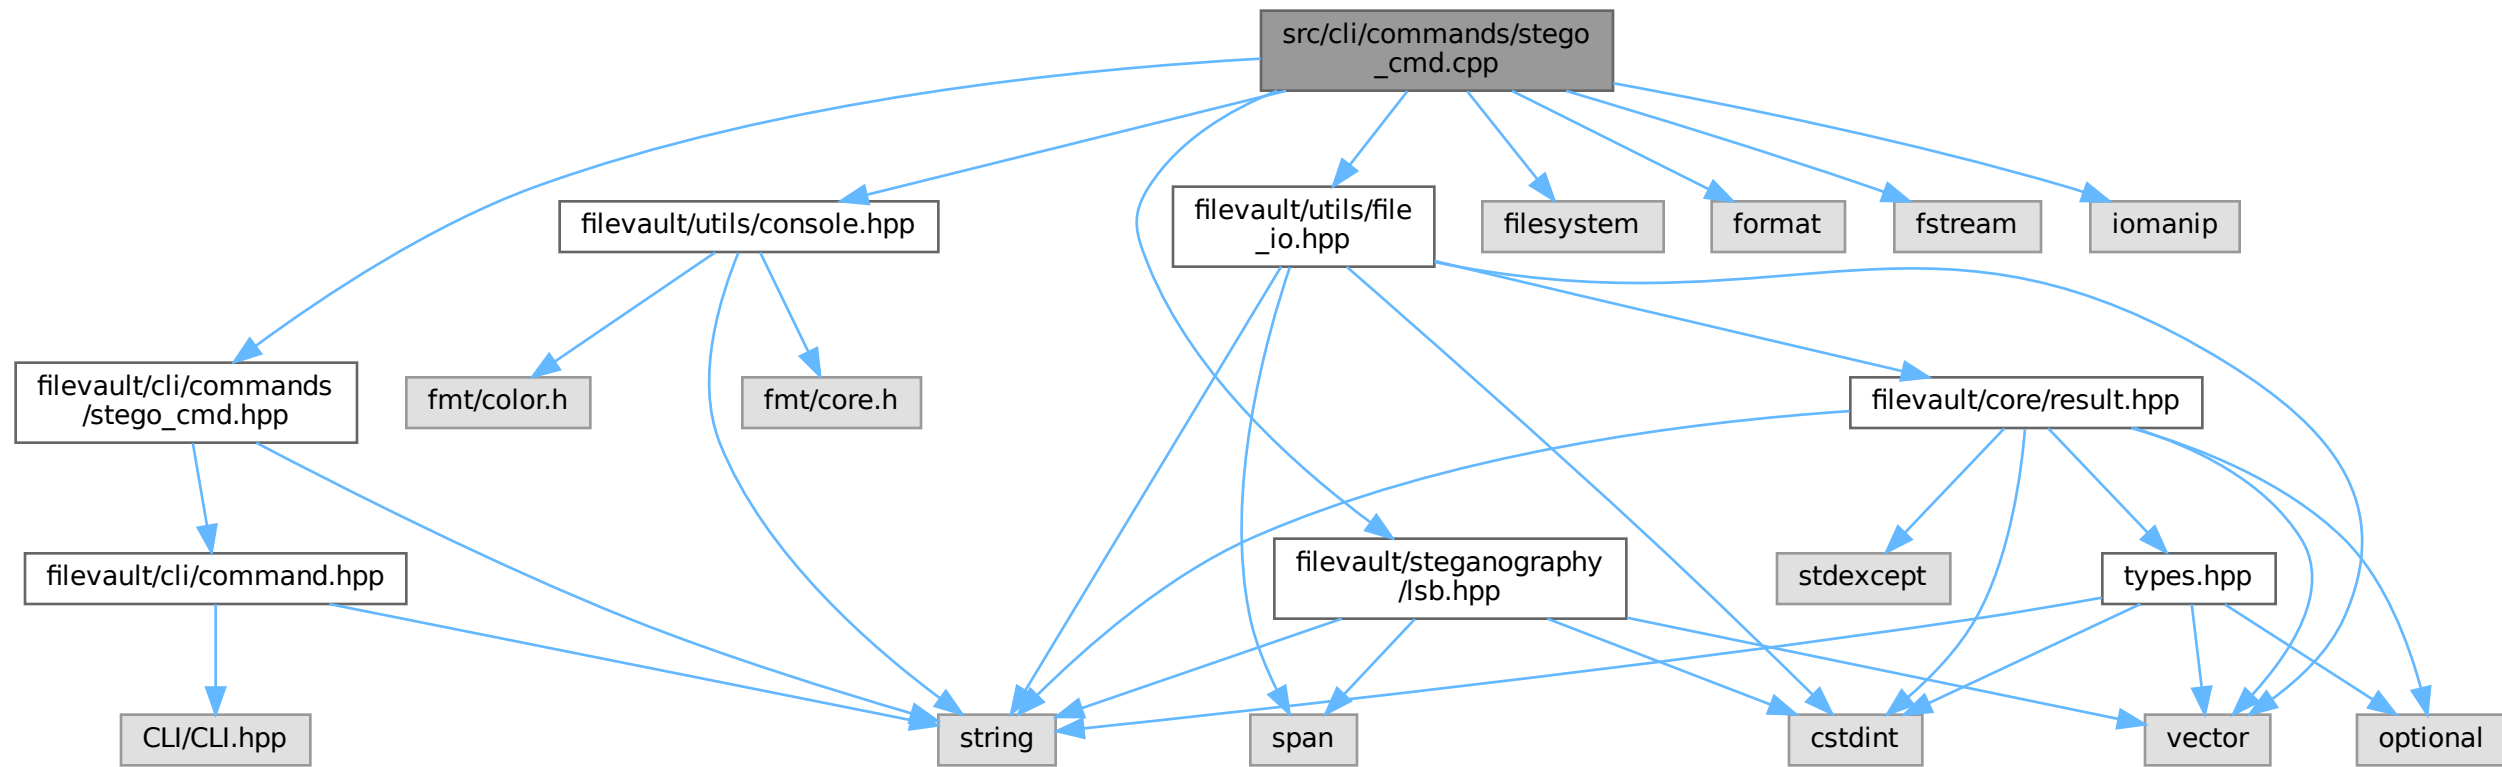 src/cli/commands/stego
_cmd.cpp
filevault/utils/console.hpp
filevault/utils/file
_io.hpp
filesystem
format
fstream
iomanip
filevault/cli/commands
/stego_cmd.hpp
fmt/color.h
fmt/core.h
filevault/core/result.hpp
filevault/cli/command.hpp
filevault/steganography
/lsb.hpp
stdexcept
types.hpp
CLI/CLI.hpp
string
span
cstdint
vector
optional